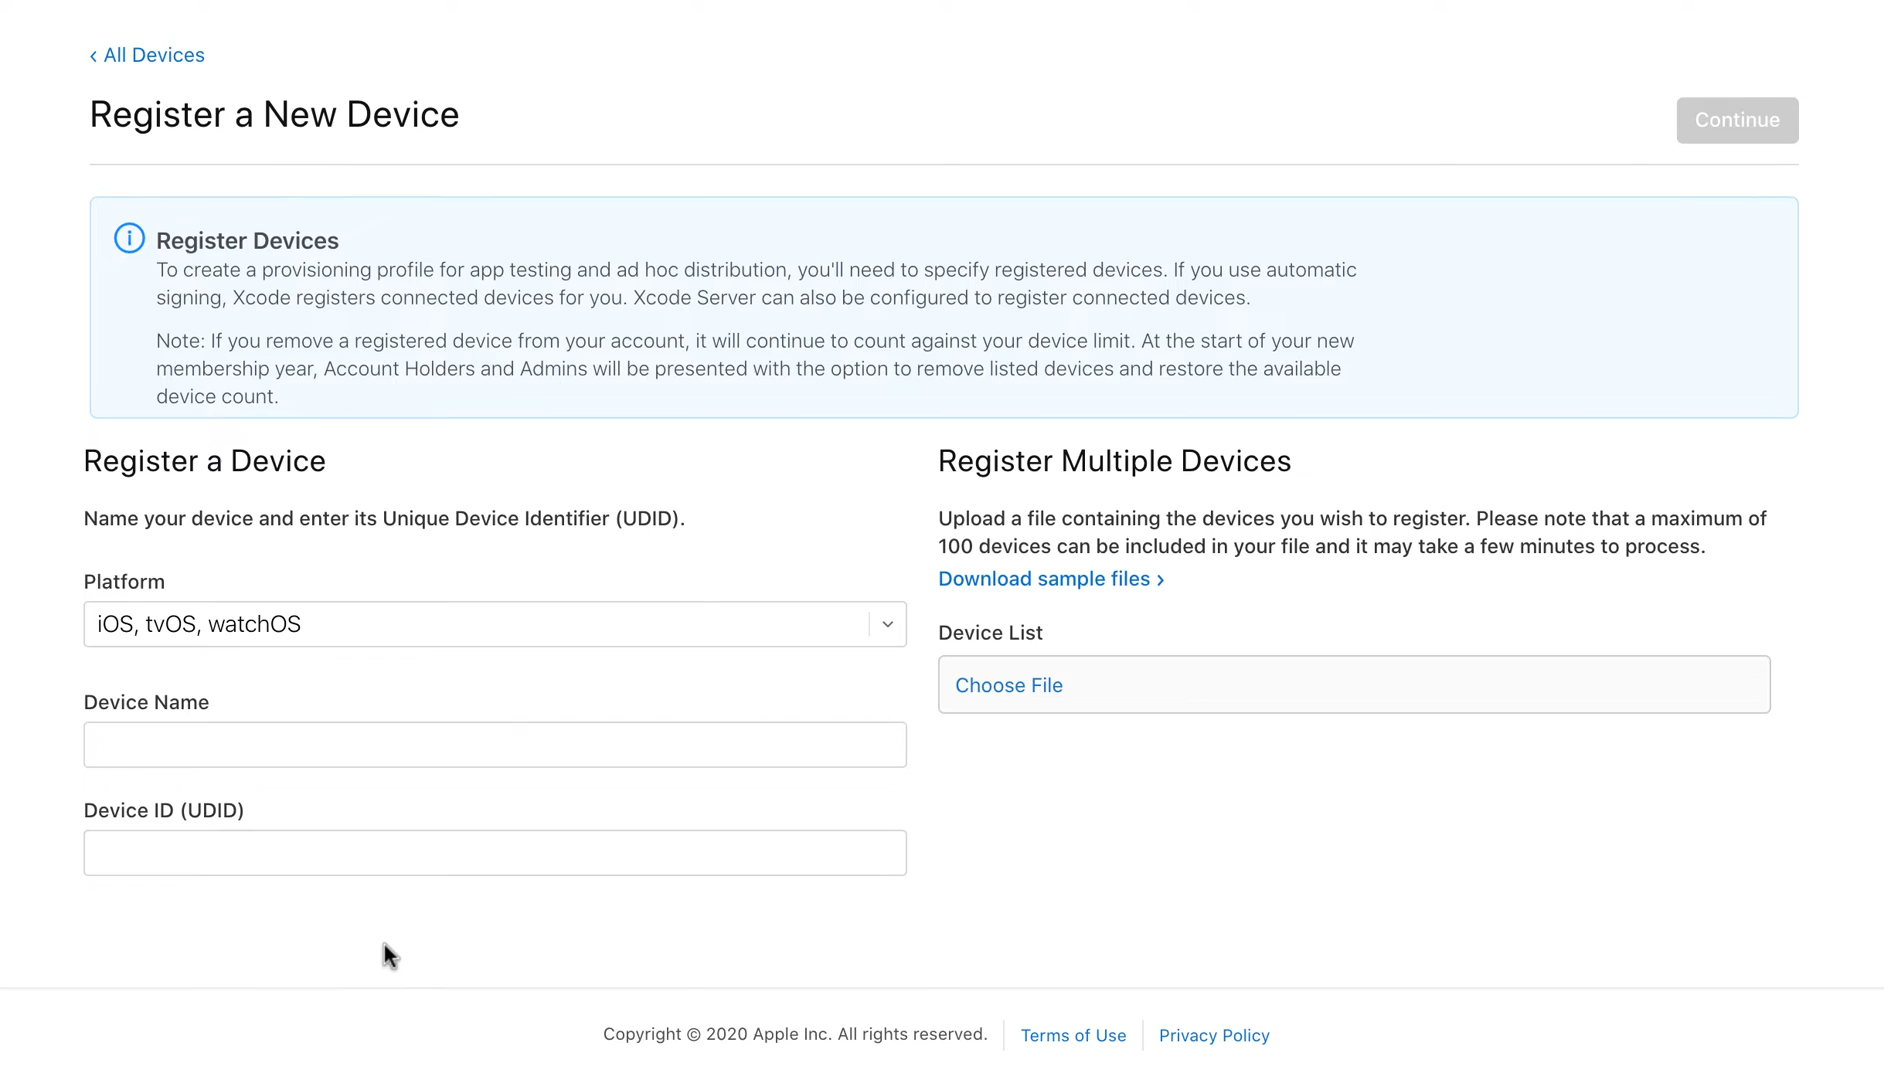 ‹ All Devices
Register a New Device
Continue
Register Devices
To create a provisioning profile for app testing and ad hoc distribution, you'll need to specify registered devices. If you use automatic
signing, Xcode registers connected devices for you. Xcode Server can also be configured to register connected devices.
Note: If you remove a registered device from your account, it will continue to count against your device limit. At the start of your new
membership year, Account Holders and Admins will be presented with the option to remove listed devices and restore the available
device count.
Register a Device
Name your device and enter its Unique Device Identifier (UDID).
Platform
iOS, tvOS, watchOS
Device Name
Device ID (UDID)
Register Multiple Devices
Upload a file containing the devices you wish to register. Please note that a maximum of
100 devices can be included in your file and it may take a few minutes to process.
Download sample files ›
Device List
Choose File
Copyright © 2020 Apple Inc. All rights reserved.
Terms of Use
Privacy Policy